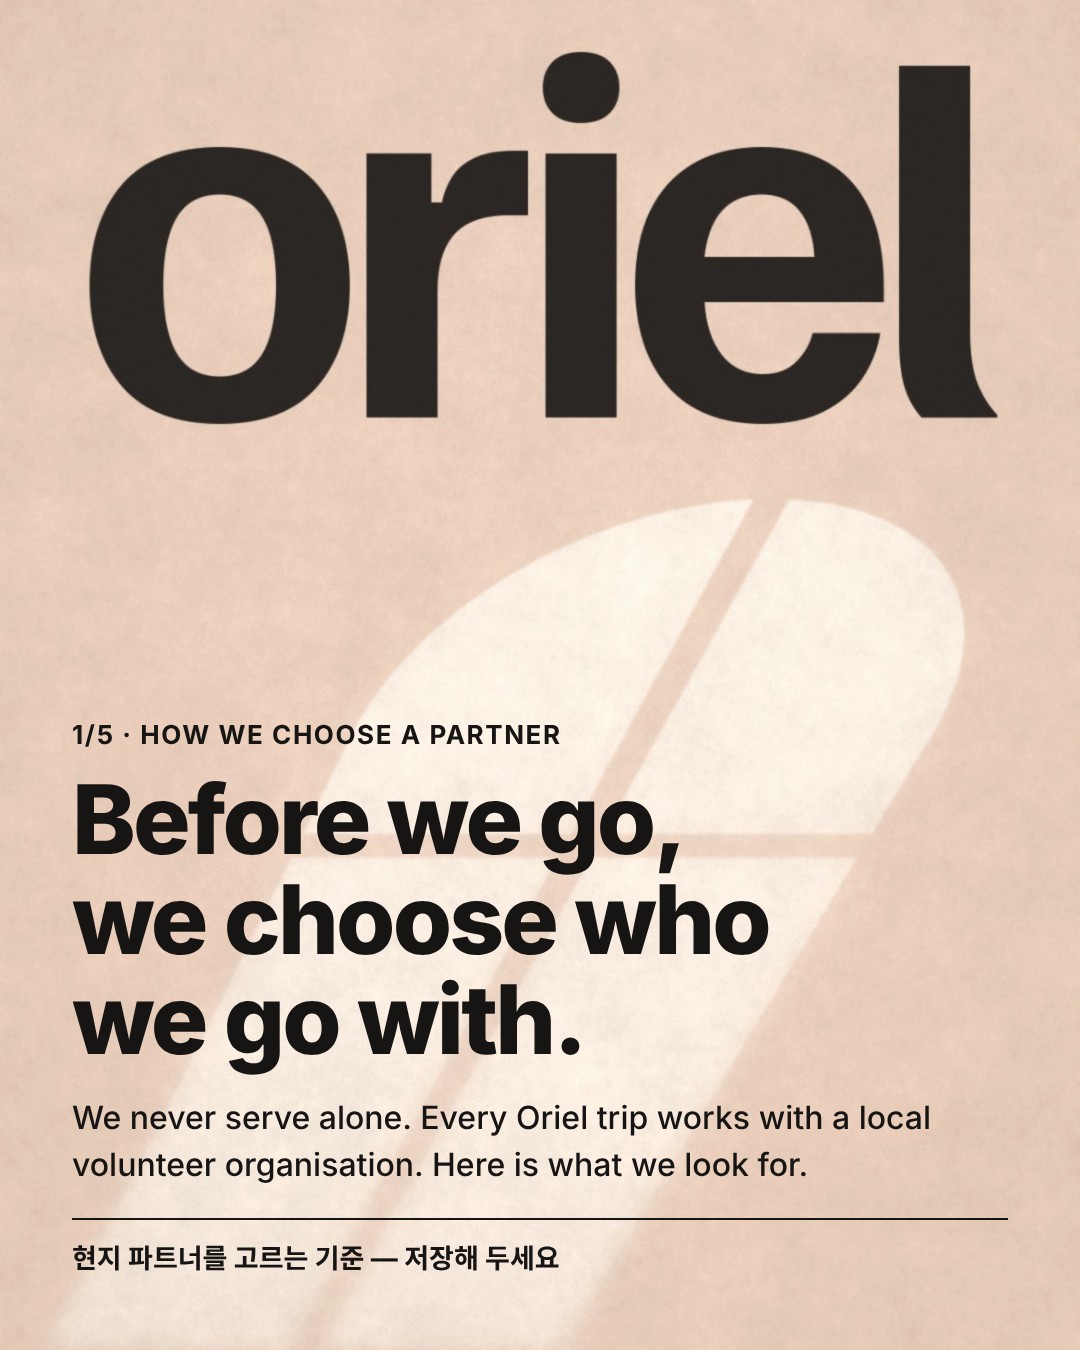 oriel
1/5 · HOW WE CHOOSE A PARTNER
Before we go,
we choose who
we go with.
We never serve alone. Every Oriel trip works with a local
volunteer organisation. Here is what we look for.
현지 파트너를 고르는 기준 — 저장해 두세요